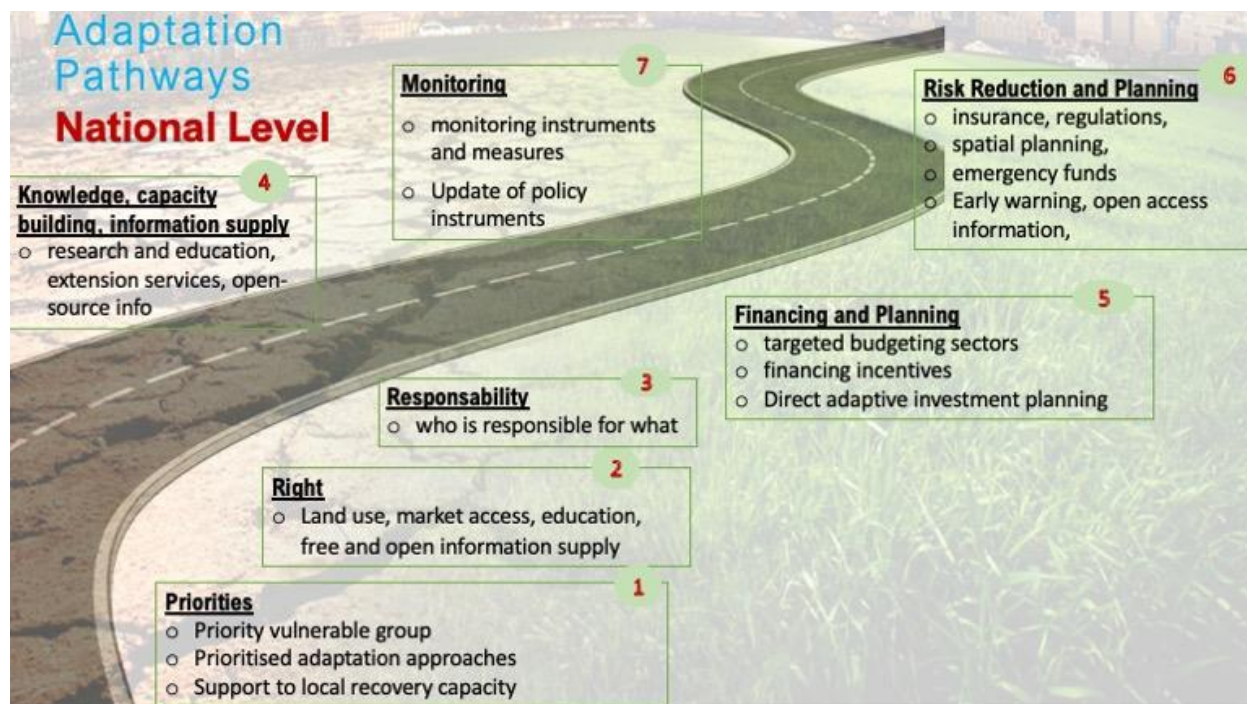 Adaptation
Pathways
National Level
7
Monitoring
o monitoring instruments
and measures
o Update of policy
instruments
6
Risk Reduction and Planning
o insurance, regulations,
o spatial planning,
o emergency funds
o Early warning, open access
information,
4
Knowledge, capacity
building, information supply
o research and education,
extension services, open-
source info
5
Financing and Planning
o targeted budgeting sectors
o financing incentives
o Direct adaptive investment planning
3
Responsability
o who is responsible for what
2
Right
o Land use, market access, education,
free and open information supply
1
Priorities
o Priority vulnerable group
o Prioritised adaptation approaches
o Support to local recovery capacity